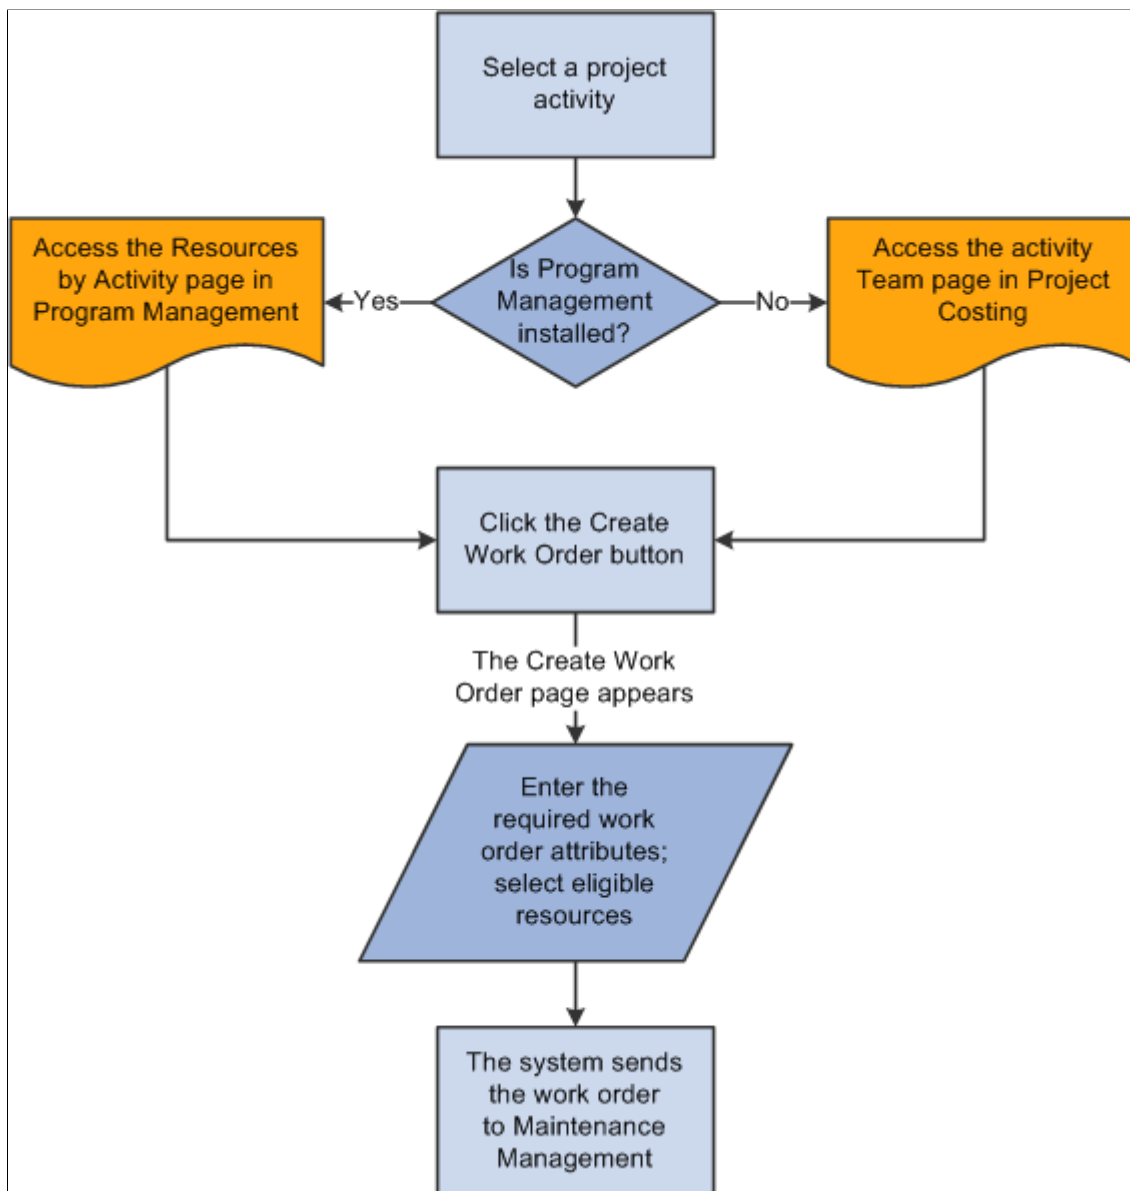 Select a project
activity
Access the Resources
by Activity page in
Program Management
Yes
Is Program
Management
installed?
No
Access the activity
Team page in Project
Costing
Click the Create
Work Order button
The Create Work
Order page appears
Enter the
required work
order attributes;
select eligible
resources
The system sends
the work order
to Maintenance
Management